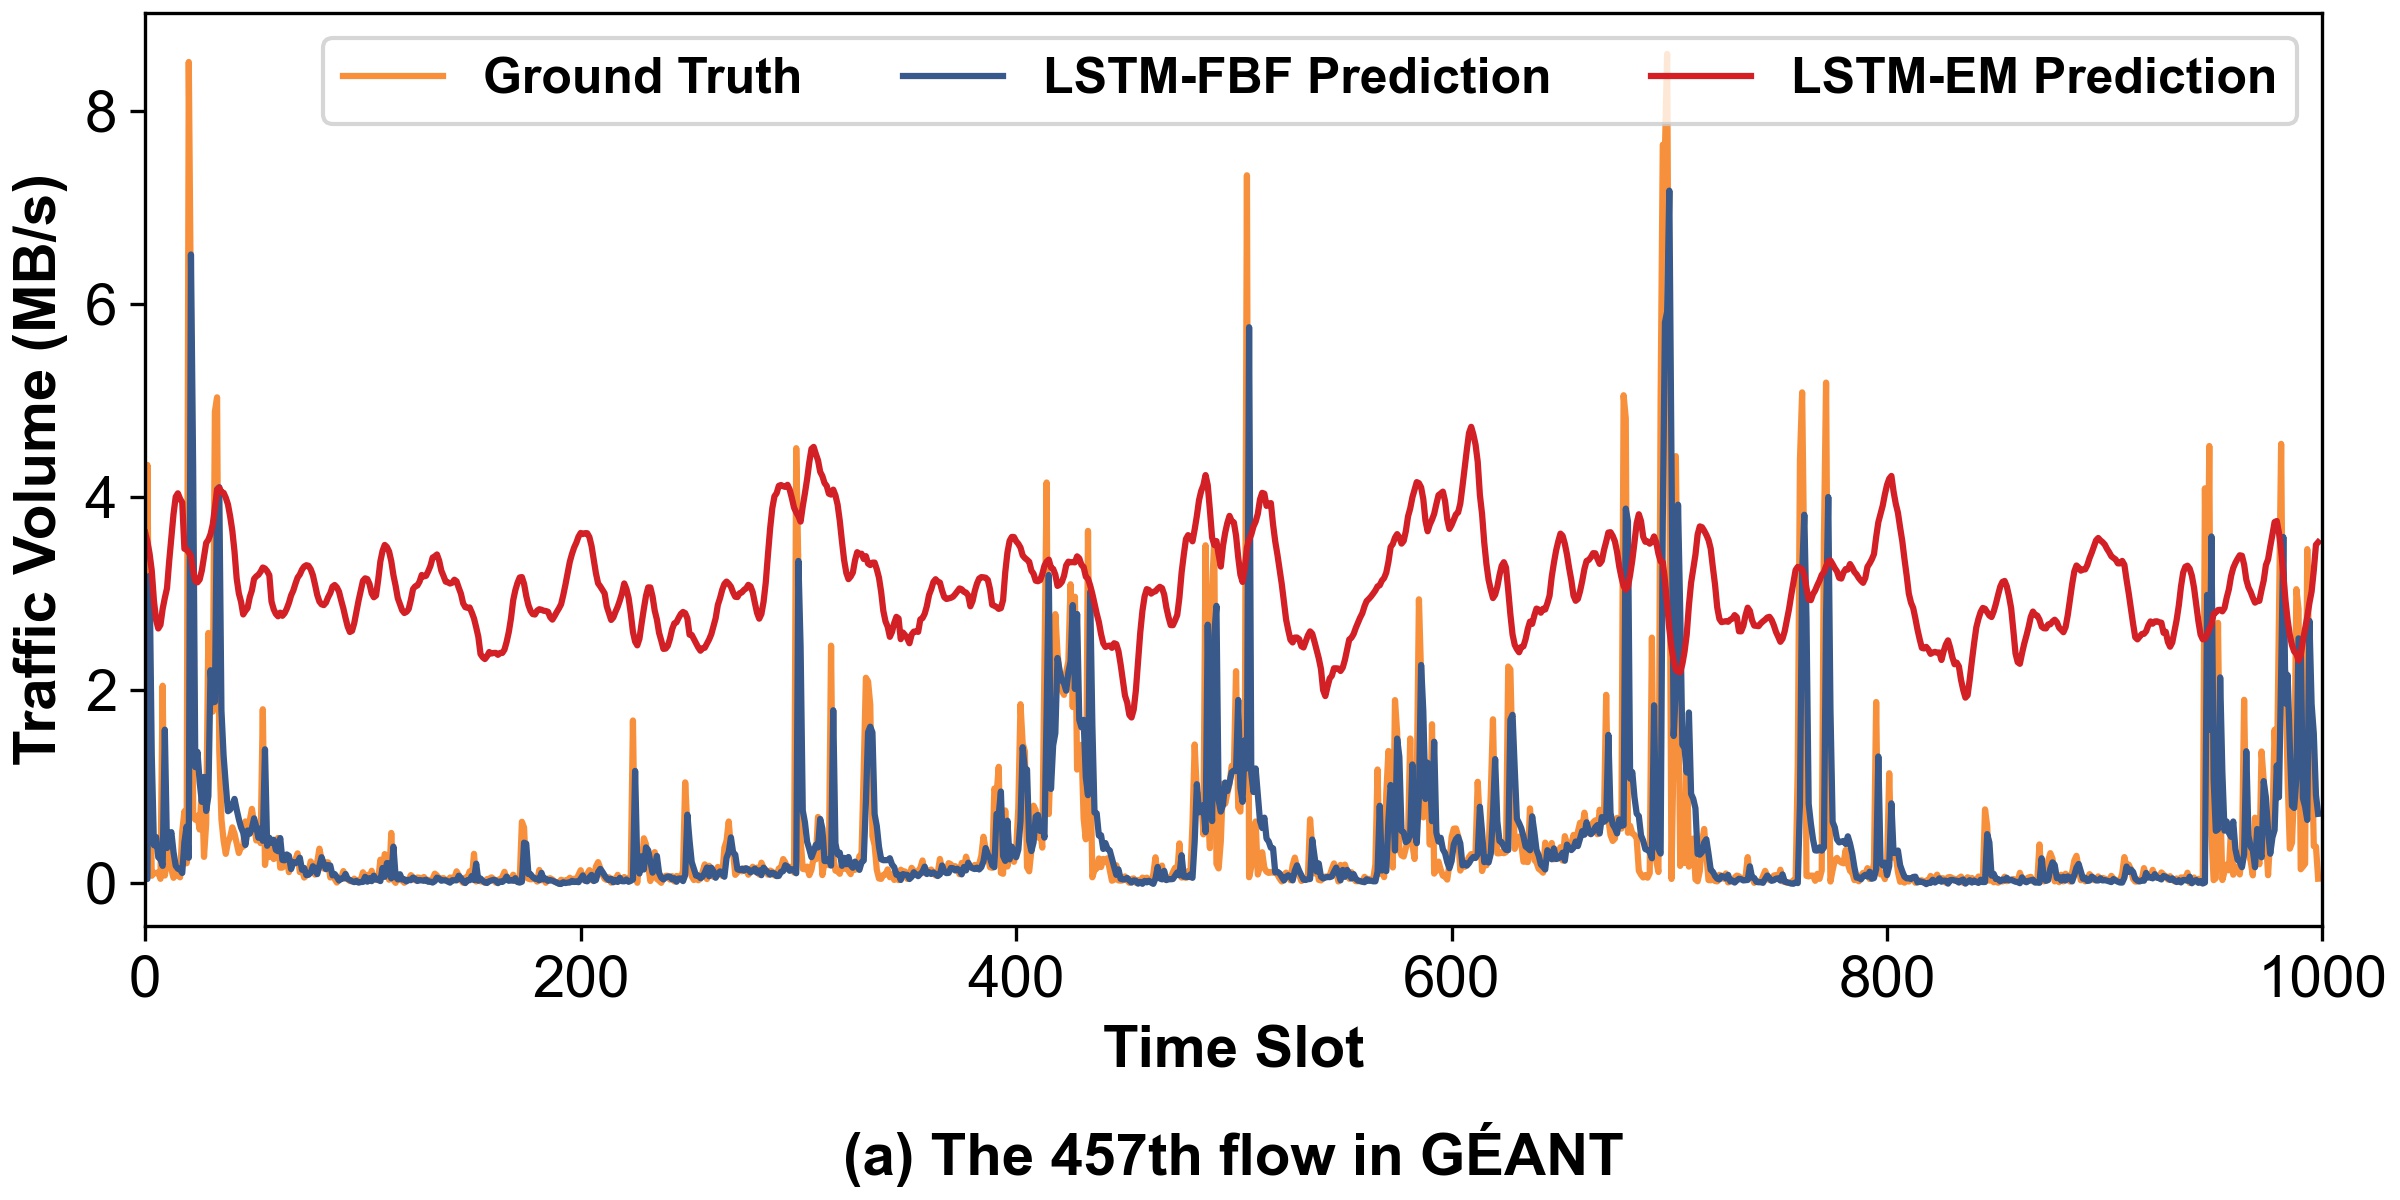 Ground Truth LSTM-FBF Prediction LSTM-EM Prediction
8
6
4
2
0
Traffic Volume (MB/s)
0 200 400 600 800 1000
Time Slot
(a) The 457th flow in GÉANT